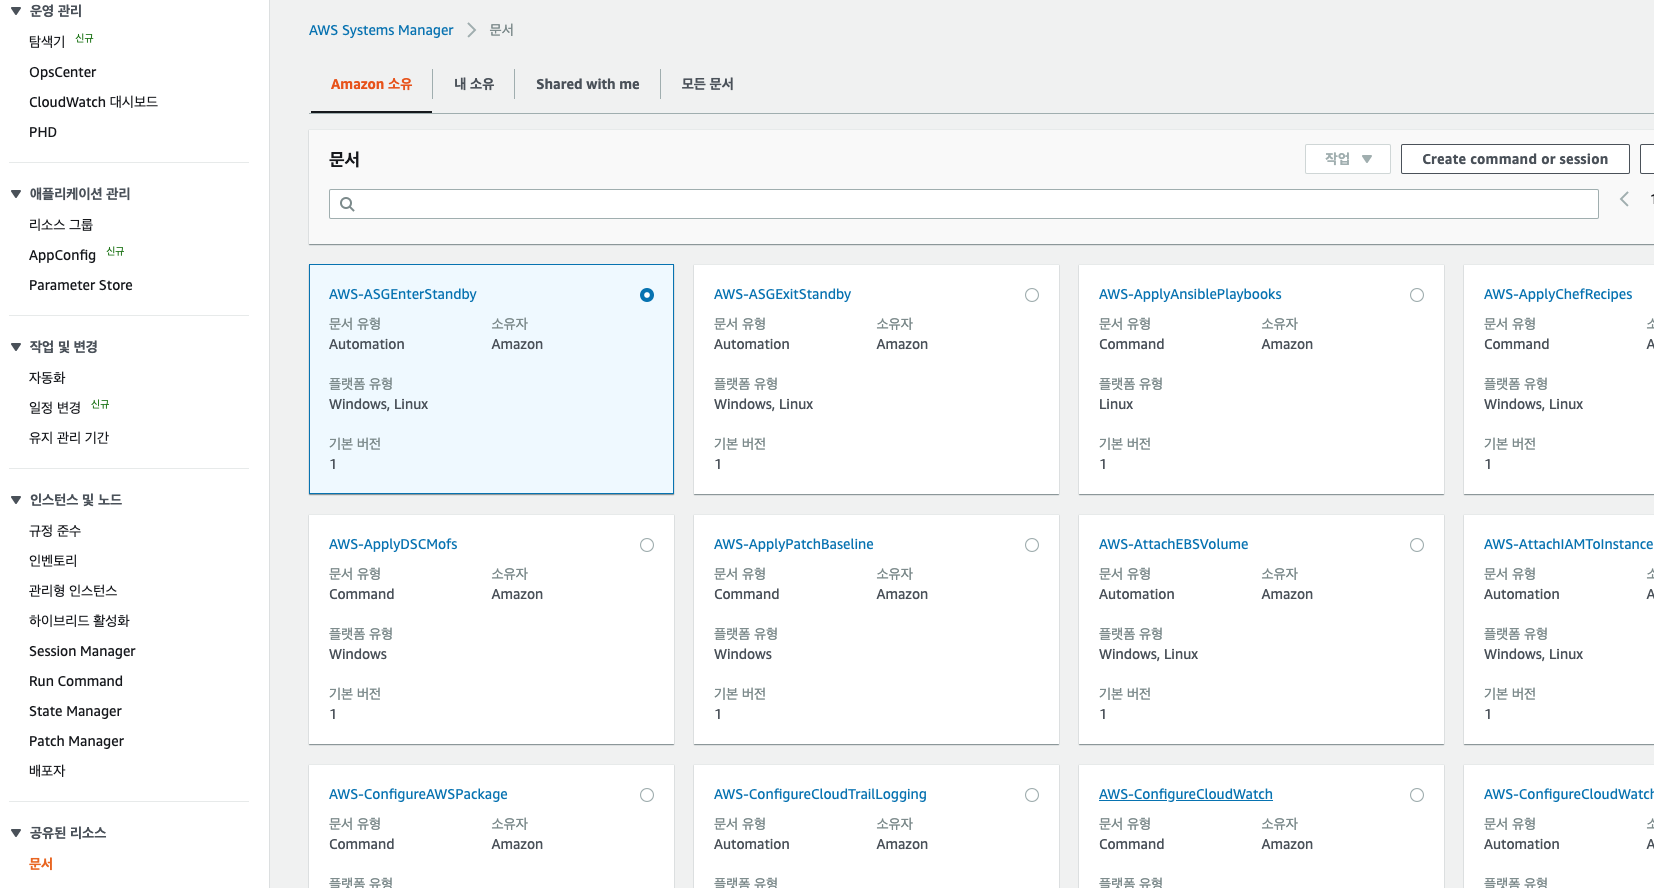 운영 관리
탐색기 신규
OpsCenter
CloudWatch 대시보드
PHD
애플리케이션 관리
리소스 그룹
AppConfig 신규
Parameter Store
작업 및 변경
자동화
일정 변경 신규
유지 관리 기간
인스턴스 및 노드
규정 준수
인벤토리
관리형 인스턴스
하이브리드 활성화
Session Manager
Run Command
State Manager
Patch Manager
배포자
공유된 리소스
문서
AWS Systems Manager 문서
Amazon 소유 내 소유 Shared with me 모든 문서
문서 작업 Create command or session
AWS-ASGEnterStandby AWS-ASGExitStandby AWS-ApplyAnsiblePlaybooks AWS-ApplyChefRecipes
문서 유형 소유자 문서 유형 소유자 문서 유형 소유자 문서 유형
Automation Amazon Automation Amazon Command Amazon Command
플랫폼 유형 플랫폼 유형 플랫폼 유형 플랫폼 유형
Windows, Linux Windows, Linux Linux Windows, Linux
기본 버전 기본 버전 기본 버전 기본 버전
1 1 1 1
AWS-ApplyDSCMofs AWS-ApplyPatchBaseline AWS-AttachEBSVolume AWS-AttachIAMToInstance
문서 유형 소유자 문서 유형 소유자 문서 유형 소유자 문서 유형
Command Amazon Command Amazon Automation Amazon Automation
플랫폼 유형 플랫폼 유형 플랫폼 유형 플랫폼 유형
Windows Windows Windows, Linux Windows, Linux
기본 버전 기본 버전 기본 버전 기본 버전
1 1 1 1
AWS-ConfigureAWSPackage AWS-ConfigureCloudTrailLogging AWS-ConfigureCloudWatch AWS-ConfigureCloudWatch
문서 유형 소유자 문서 유형 소유자 문서 유형 소유자 문서 유형
Command Amazon Automation Amazon Command Amazon Automation
플랫폼 유형 플랫폼 유형 플랫폼 유형 플랫폼 유형